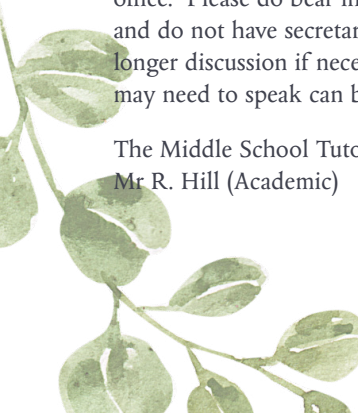 office. Please do bear in
and do not have secretar
longer discussion if nece
may need to speak can b
The Middle School Tuto
Mr R. Hill (Academic)